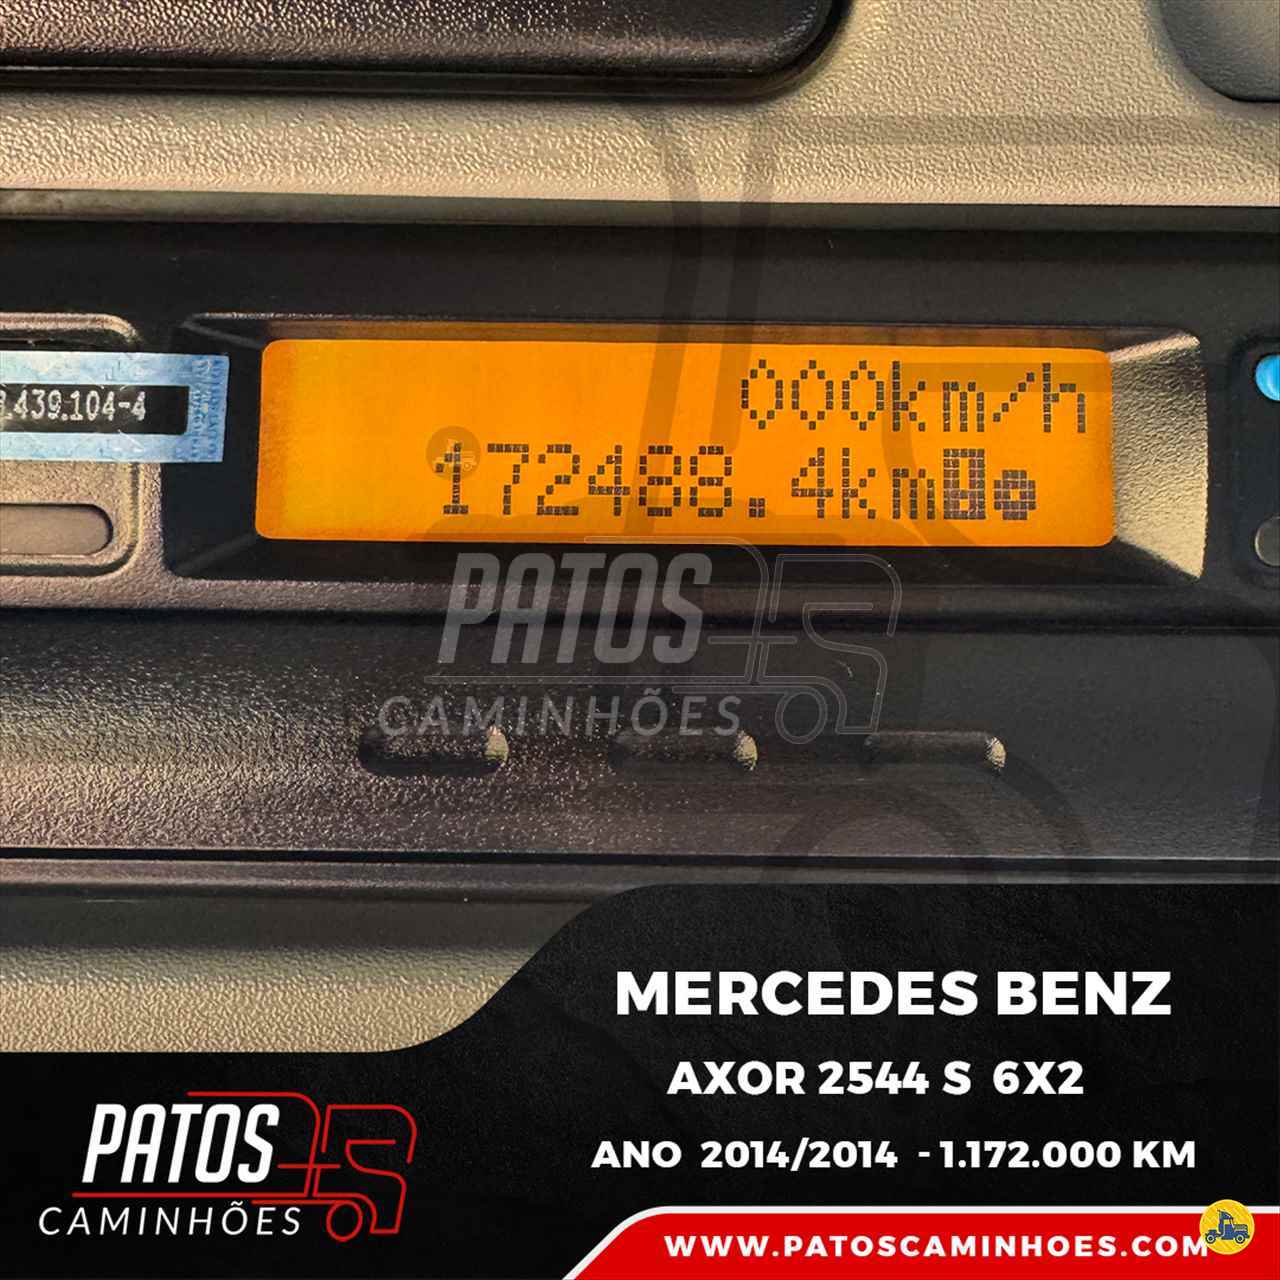 000km/h
.439.104-4
172488.4km
PATOS
CAMINHÕES
MERCEDES BENZ
AXOR 2544 S 6X2
ANO 2014/2014 - 1.172.000 KM
PATOS
CAMINHÕES
WWW.PATOSCAMINHOES.COM